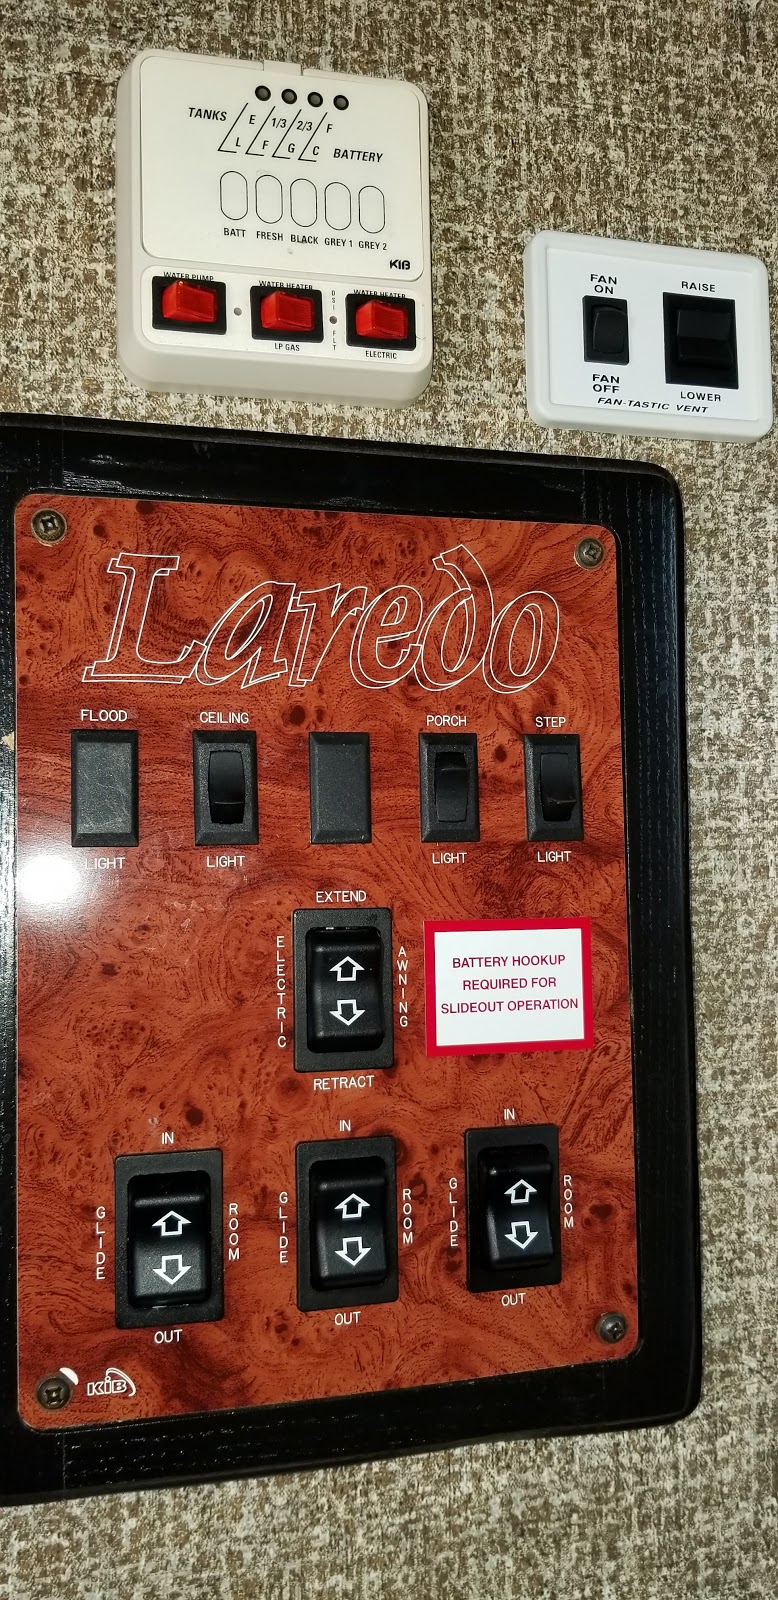 TANKS E 1/3 2/3 F
L F G C BATTERY
BATT FRESH BLACK GREY 1 GREY 2
KIB
WATER PUMP
WATER HEATER
LP GAS
DSI FLT
WATER HEATER
ELECTRIC
FAN ON
RAISE
FAN OFF
LOWER
FAN-TASTIC VENT
Laredo
FLOOD CEILING PORCH STEP
LIGHT LIGHT LIGHT LIGHT
EXTEND
ELECTRIC
AWNING
RETRACT
BATTERY HOOKUP
REQUIRED FOR
SLIDEOUT OPERATION
IN
GLIDE
ROOM
OUT
IN
GLIDE
ROOM
OUT
IN
GLIDE
ROOM
OUT
KIB